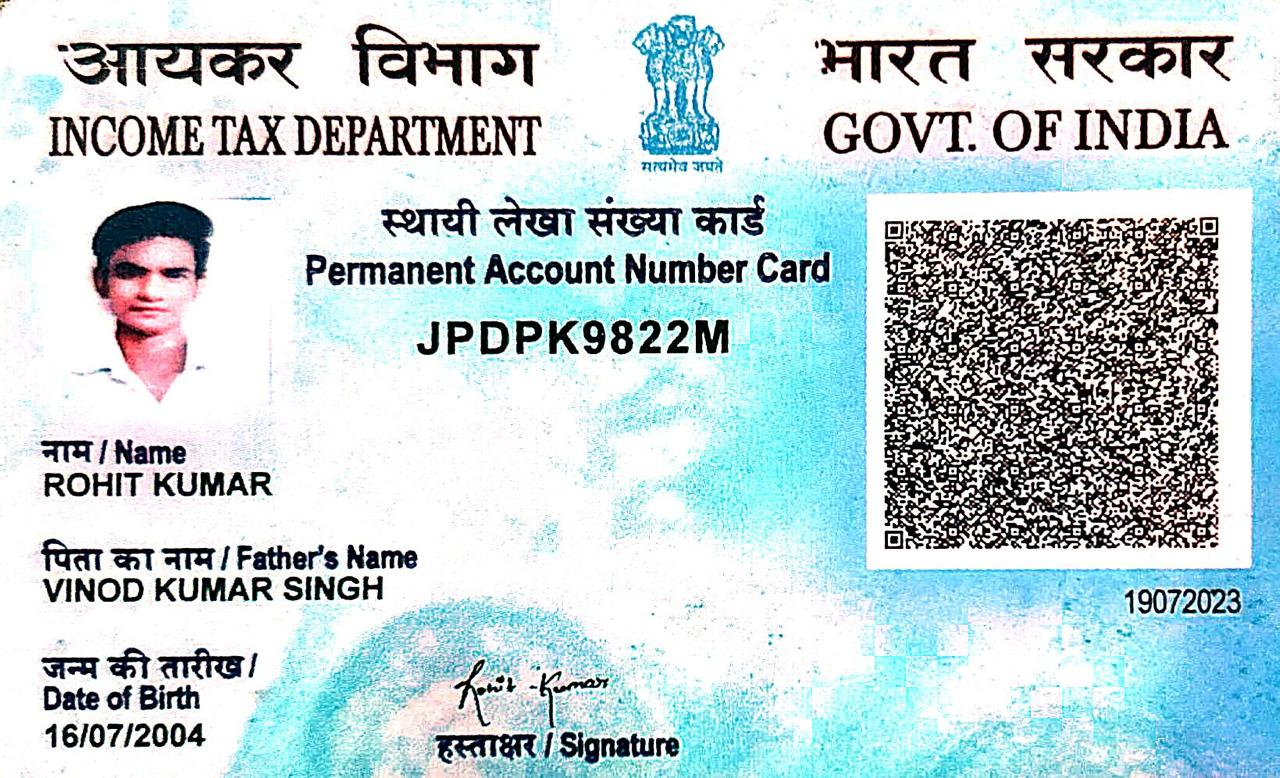 आयकर विभाग
INCOME TAX DEPARTMENT
सत्यमेव जयते
भारत सरकार
GOVT. OF INDIA
स्थायी लेखा संख्या कार्ड
Permanent Account Number Card
JPDPK9822M
नाम / Name
ROHIT KUMAR
पिता का नाम / Father's Name
VINOD KUMAR SINGH
19072023
जन्म की तारीख /
Date of Birth
16/07/2004
Rohit Kumar
हस्ताक्षर / Signature